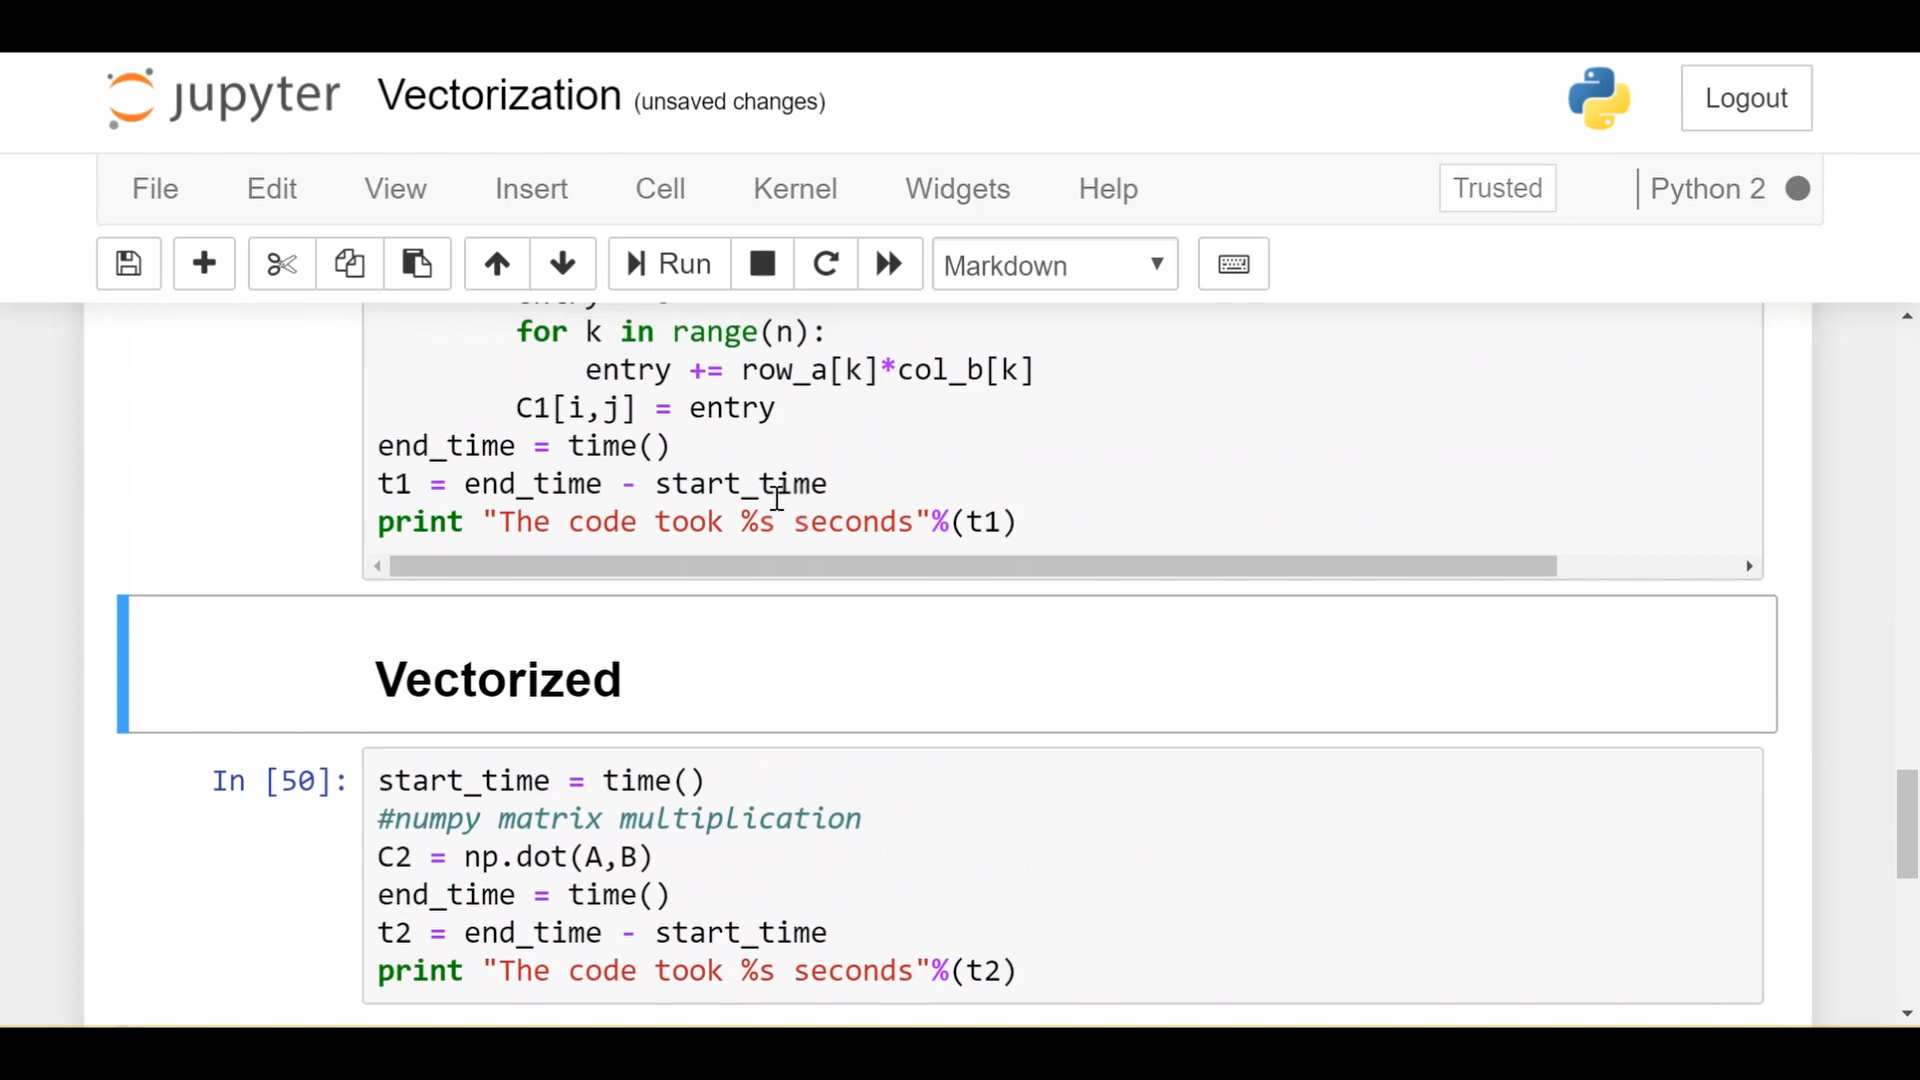 jupyter Vectorization (unsaved changes) Logout
File Edit View Insert Cell Kernel Widgets Help Trusted Python 2
Run Markdown
for k in range(n):
entry += row_a[k]*col_b[k]
C1[i,j] = entry
end_time = time()
t1 = end_time - start_time
print "The code took %s seconds"%(t1)
Vectorized
In [50]: start_time = time()
#numpy matrix multiplication
C2 = np.dot(A,B)
end_time = time()
t2 = end_time - start_time
print "The code took %s seconds"%(t2)